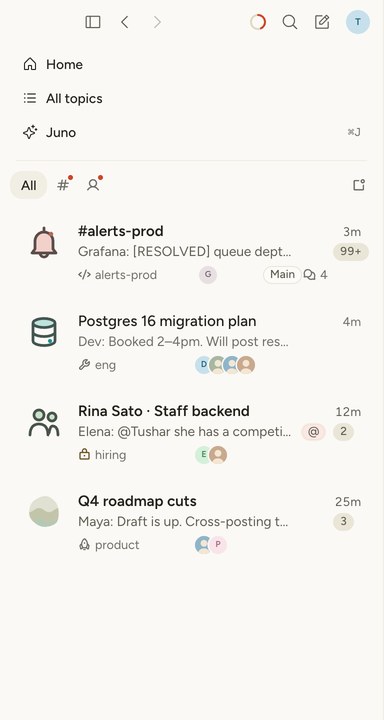 T
Home
All topics
Juno ⌘J
All
#alerts-prod 3m
Grafana: [RESOLVED] queue dept... 99+
alerts-prod G Main 4
Postgres 16 migration plan 4m
Dev: Booked 2–4pm. Will post res...
eng D
Rina Sato · Staff backend 12m
Elena: @Tushar she has a competi... @ 2
hiring E
Q4 roadmap cuts 25m
Maya: Draft is up. Cross-posting t... 3
product P